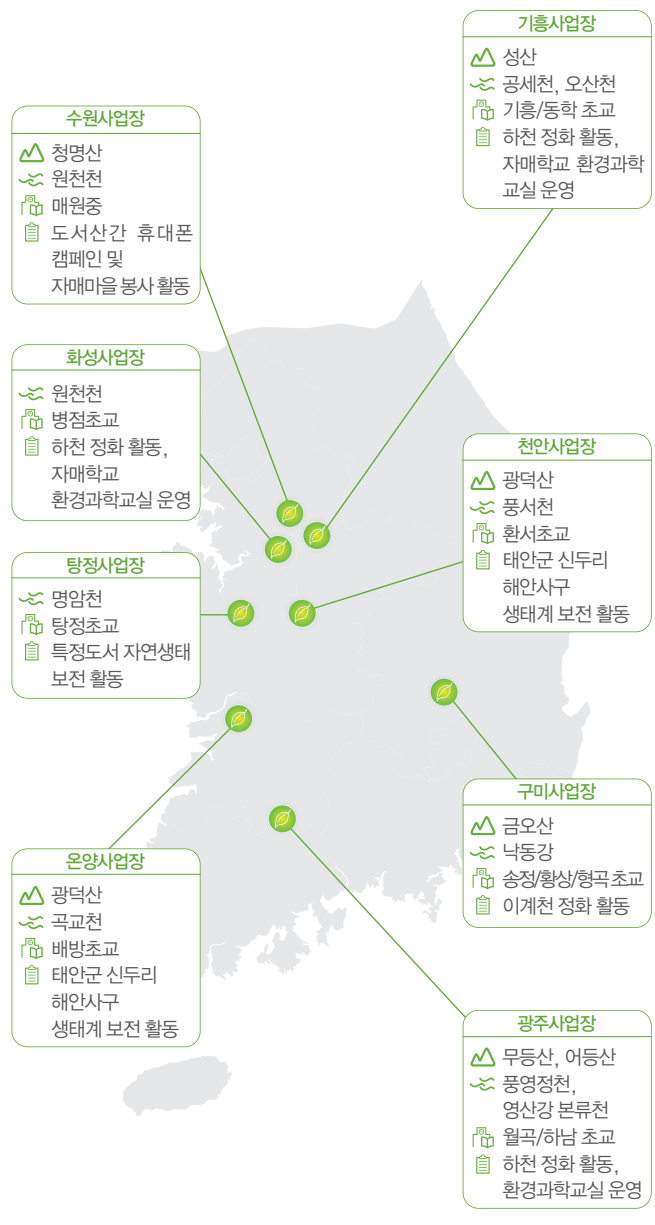 기흥사업장
성산
공세천, 오산천
기흥/동학 초교
하천 정화 활동,
자매학교 환경과학
교실 운영
수원사업장
청명산
원천천
매원중
도서산간 휴대폰
캠페인 및
자매마을 봉사 활동
화성사업장
원천천
병점초교
하천 정화 활동,
자매학교
환경과학교실 운영
천안사업장
광덕산
풍서천
환서초교
태안군 신두리
해안사구
생태계 보전 활동
탕정사업장
명암천
탕정초교
특정도서 자연생태
보전 활동
구미사업장
금오산
낙동강
송정/황상/형곡 초교
이계천 정화 활동
온양사업장
광덕산
곡교천
배방초교
태안군 신두리
해안사구
생태계 보전 활동
광주사업장
무등산, 어등산
풍영정천,
영산강 본류천
월곡/하남 초교
하천 정화 활동,
환경과학교실 운영